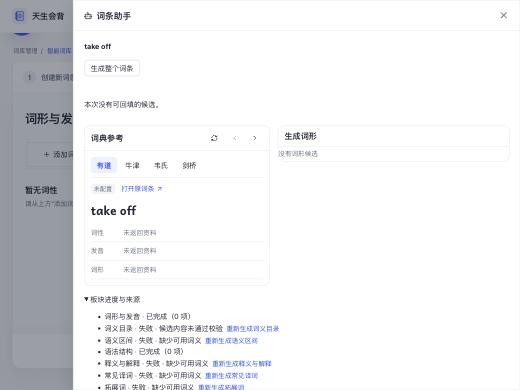 天生会背
词库管理 / 智能词库
1 创建新词
词形与发
+ 添加词
暂无词性
请从上方"添加词
词条助手
take off
生成整个词条
本次没有可回填的候选。
词典参考
有道 牛津 韦氏 剑桥
未配置 打开原词条
take off
词性 未返回资料
发音 未返回资料
词形 未返回资料
生成词形
没有词形候选
板块进度与来源
词形与发音 · 已完成（0 项）
词义目录 · 失败 · 候选内容未通过校验 重新生成词义目录
语义区间 · 失败 · 缺少可用词义 重新生成语义区间
语法结构 · 已完成（0 项）
释义与解释 · 失败 · 缺少可用词义 重新生成释义与解释
常见译词 · 失败 · 缺少可用词义 重新生成常见译词
拓展词 · 失败 · 缺少可用词义 重新生成拓展词